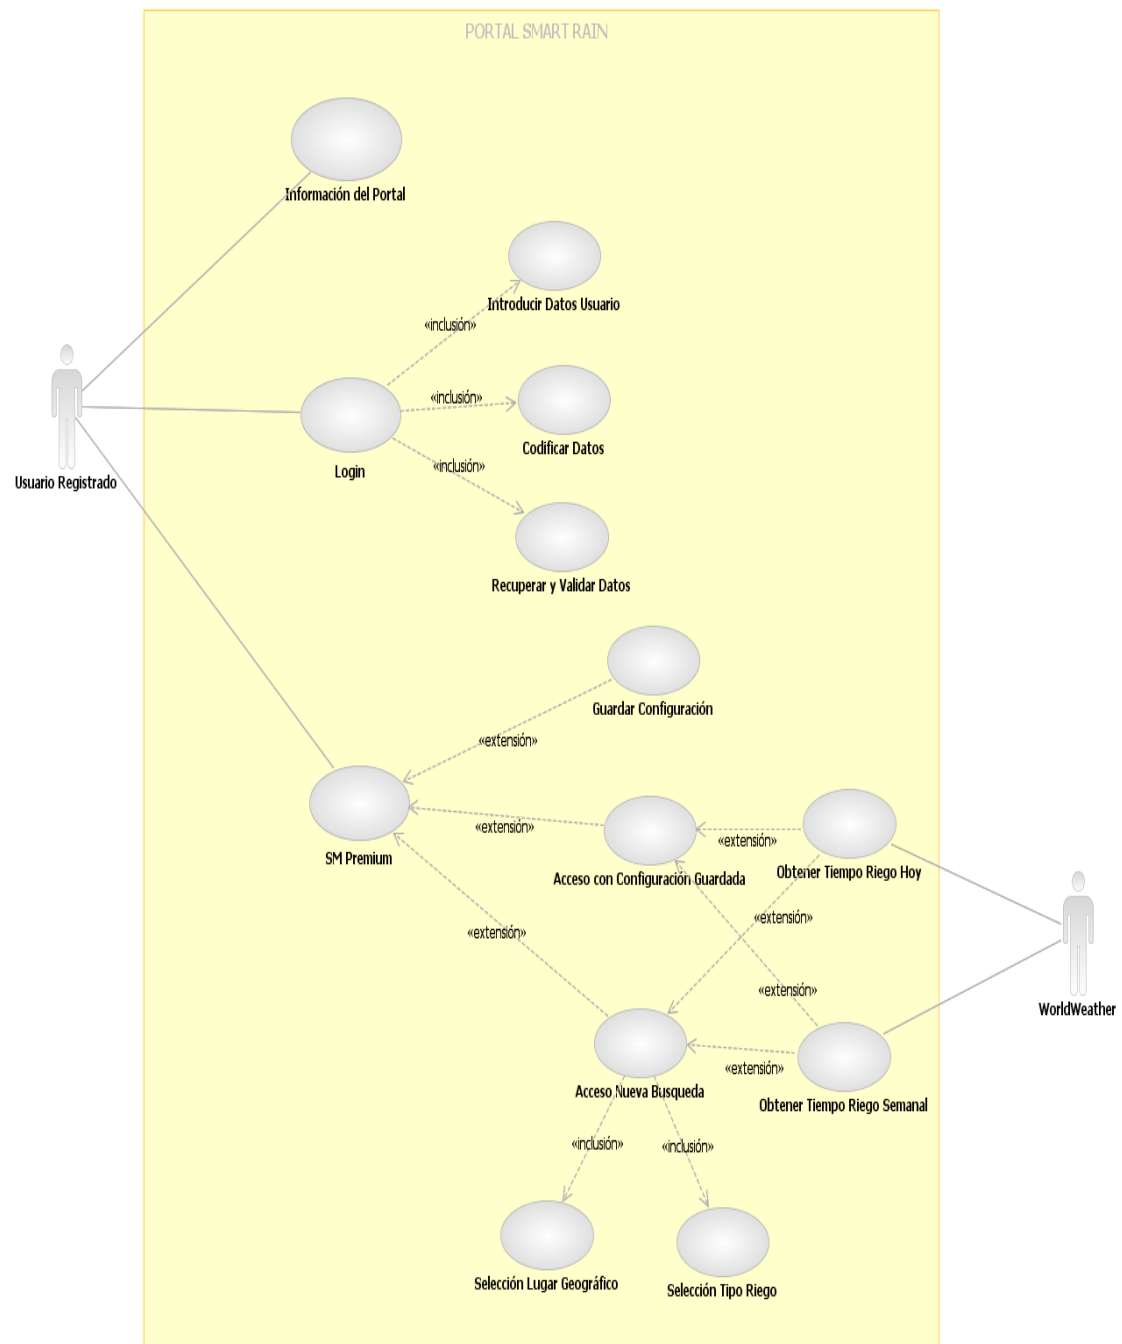 PORTAL SMART RAIN
Información del Portal
Introducir Datos Usuario
«inclusión»
«inclusión»
Codificar Datos
Login
«inclusión»
Usuario Registrado
Recuperar y Validar Datos
Guardar Configuración
«extensión»
«extensión»
«extensión»
SM Premium
Acceso con Configuración Guardada
Obtener Tiempo Riego Hoy
«extensión»
«extensión»
«extensión»
WorldWeather
«extensión»
Acceso Nueva Busqueda
Obtener Tiempo Riego Semanal
«inclusión»
«inclusión»
Selección Lugar Geográfico
Selección Tipo Riego